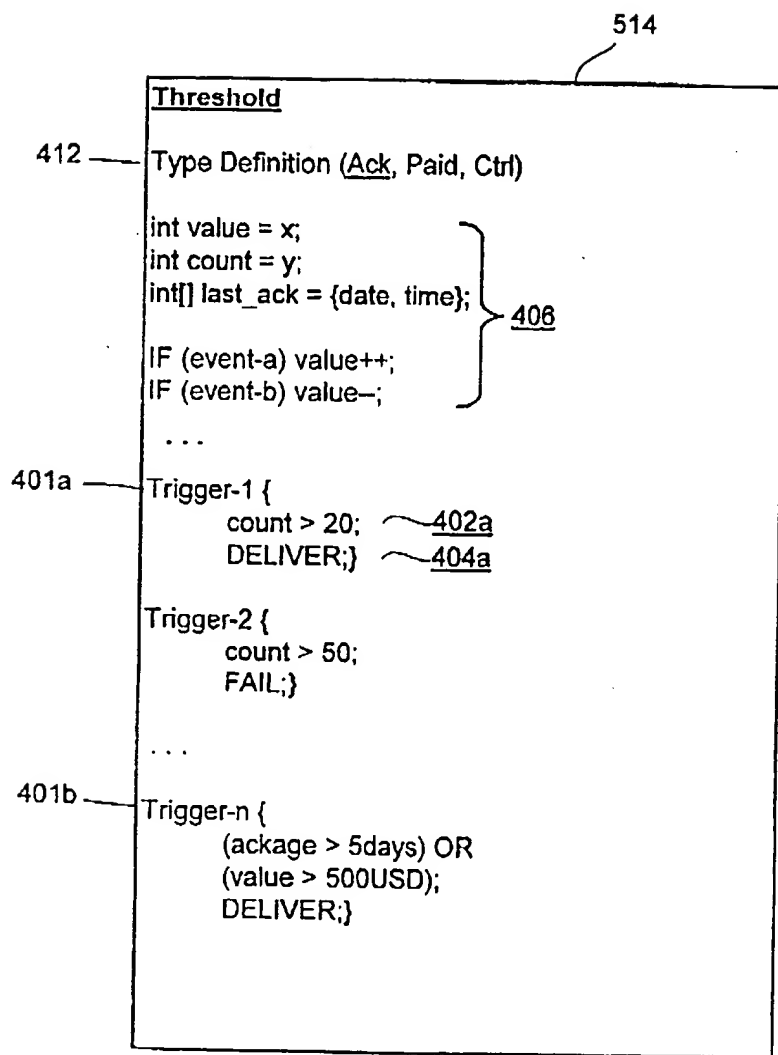 514
Threshold
412 Type Definition (Ack, Paid, Ctrl)
int value = x;
int count = y;
int[] last_ack = {date, time};
406
IF (event-a) value++;
IF (event-b) value–;
. . .
401a Trigger-1 {
count > 20; 402a
DELIVER;} 404a
Trigger-2 {
count > 50;
FAIL;}
. . .
401b Trigger-n {
(ackage > 5days) OR
(value > 500USD);
DELIVER;}